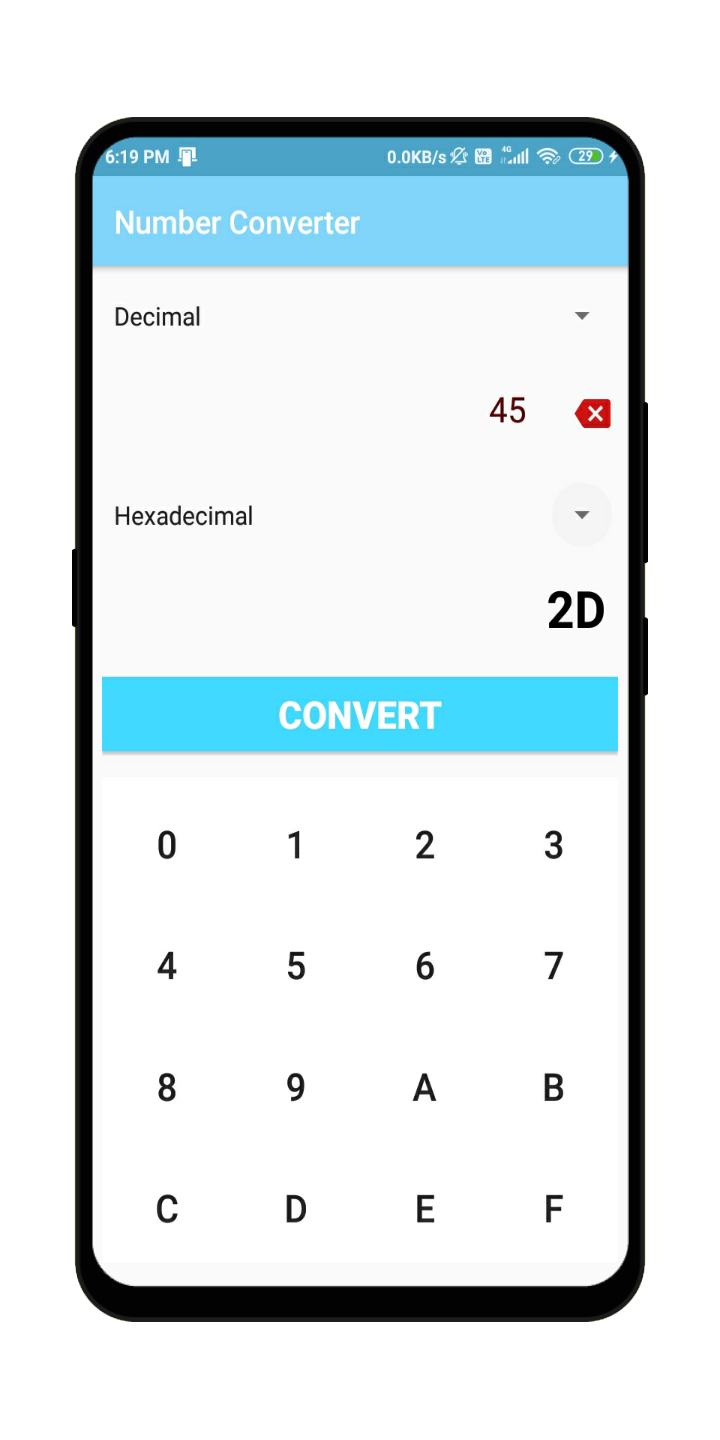 6:19 PM 0.0KB/s Vo LTE 4G 29
Number Converter
Decimal
45
Hexadecimal
2D
CONVERT
0 1 2 3
4 5 6 7
8 9 A B
C D E F